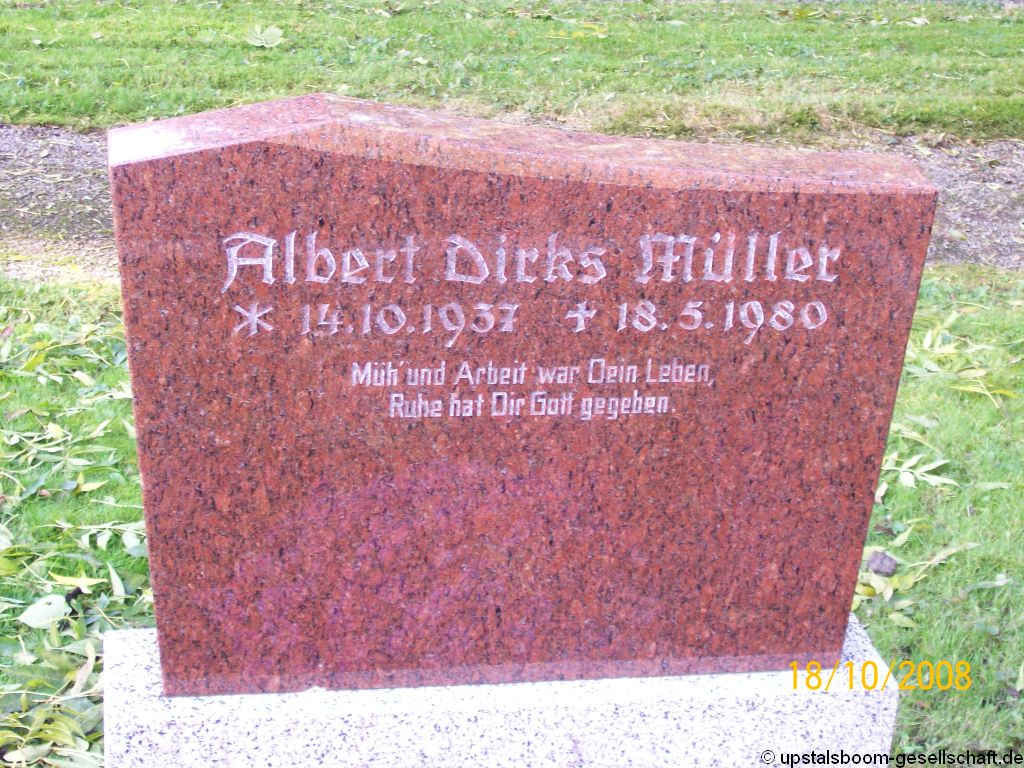 Albert Dirks Müller
* 14.10.1937 ✝ 18.5.1980
Müh und Arbeit war Dein Leben,
Ruhe hat Dir Gott gegeben.
18/10/2008
© upstalsboom-gesellschaft.de